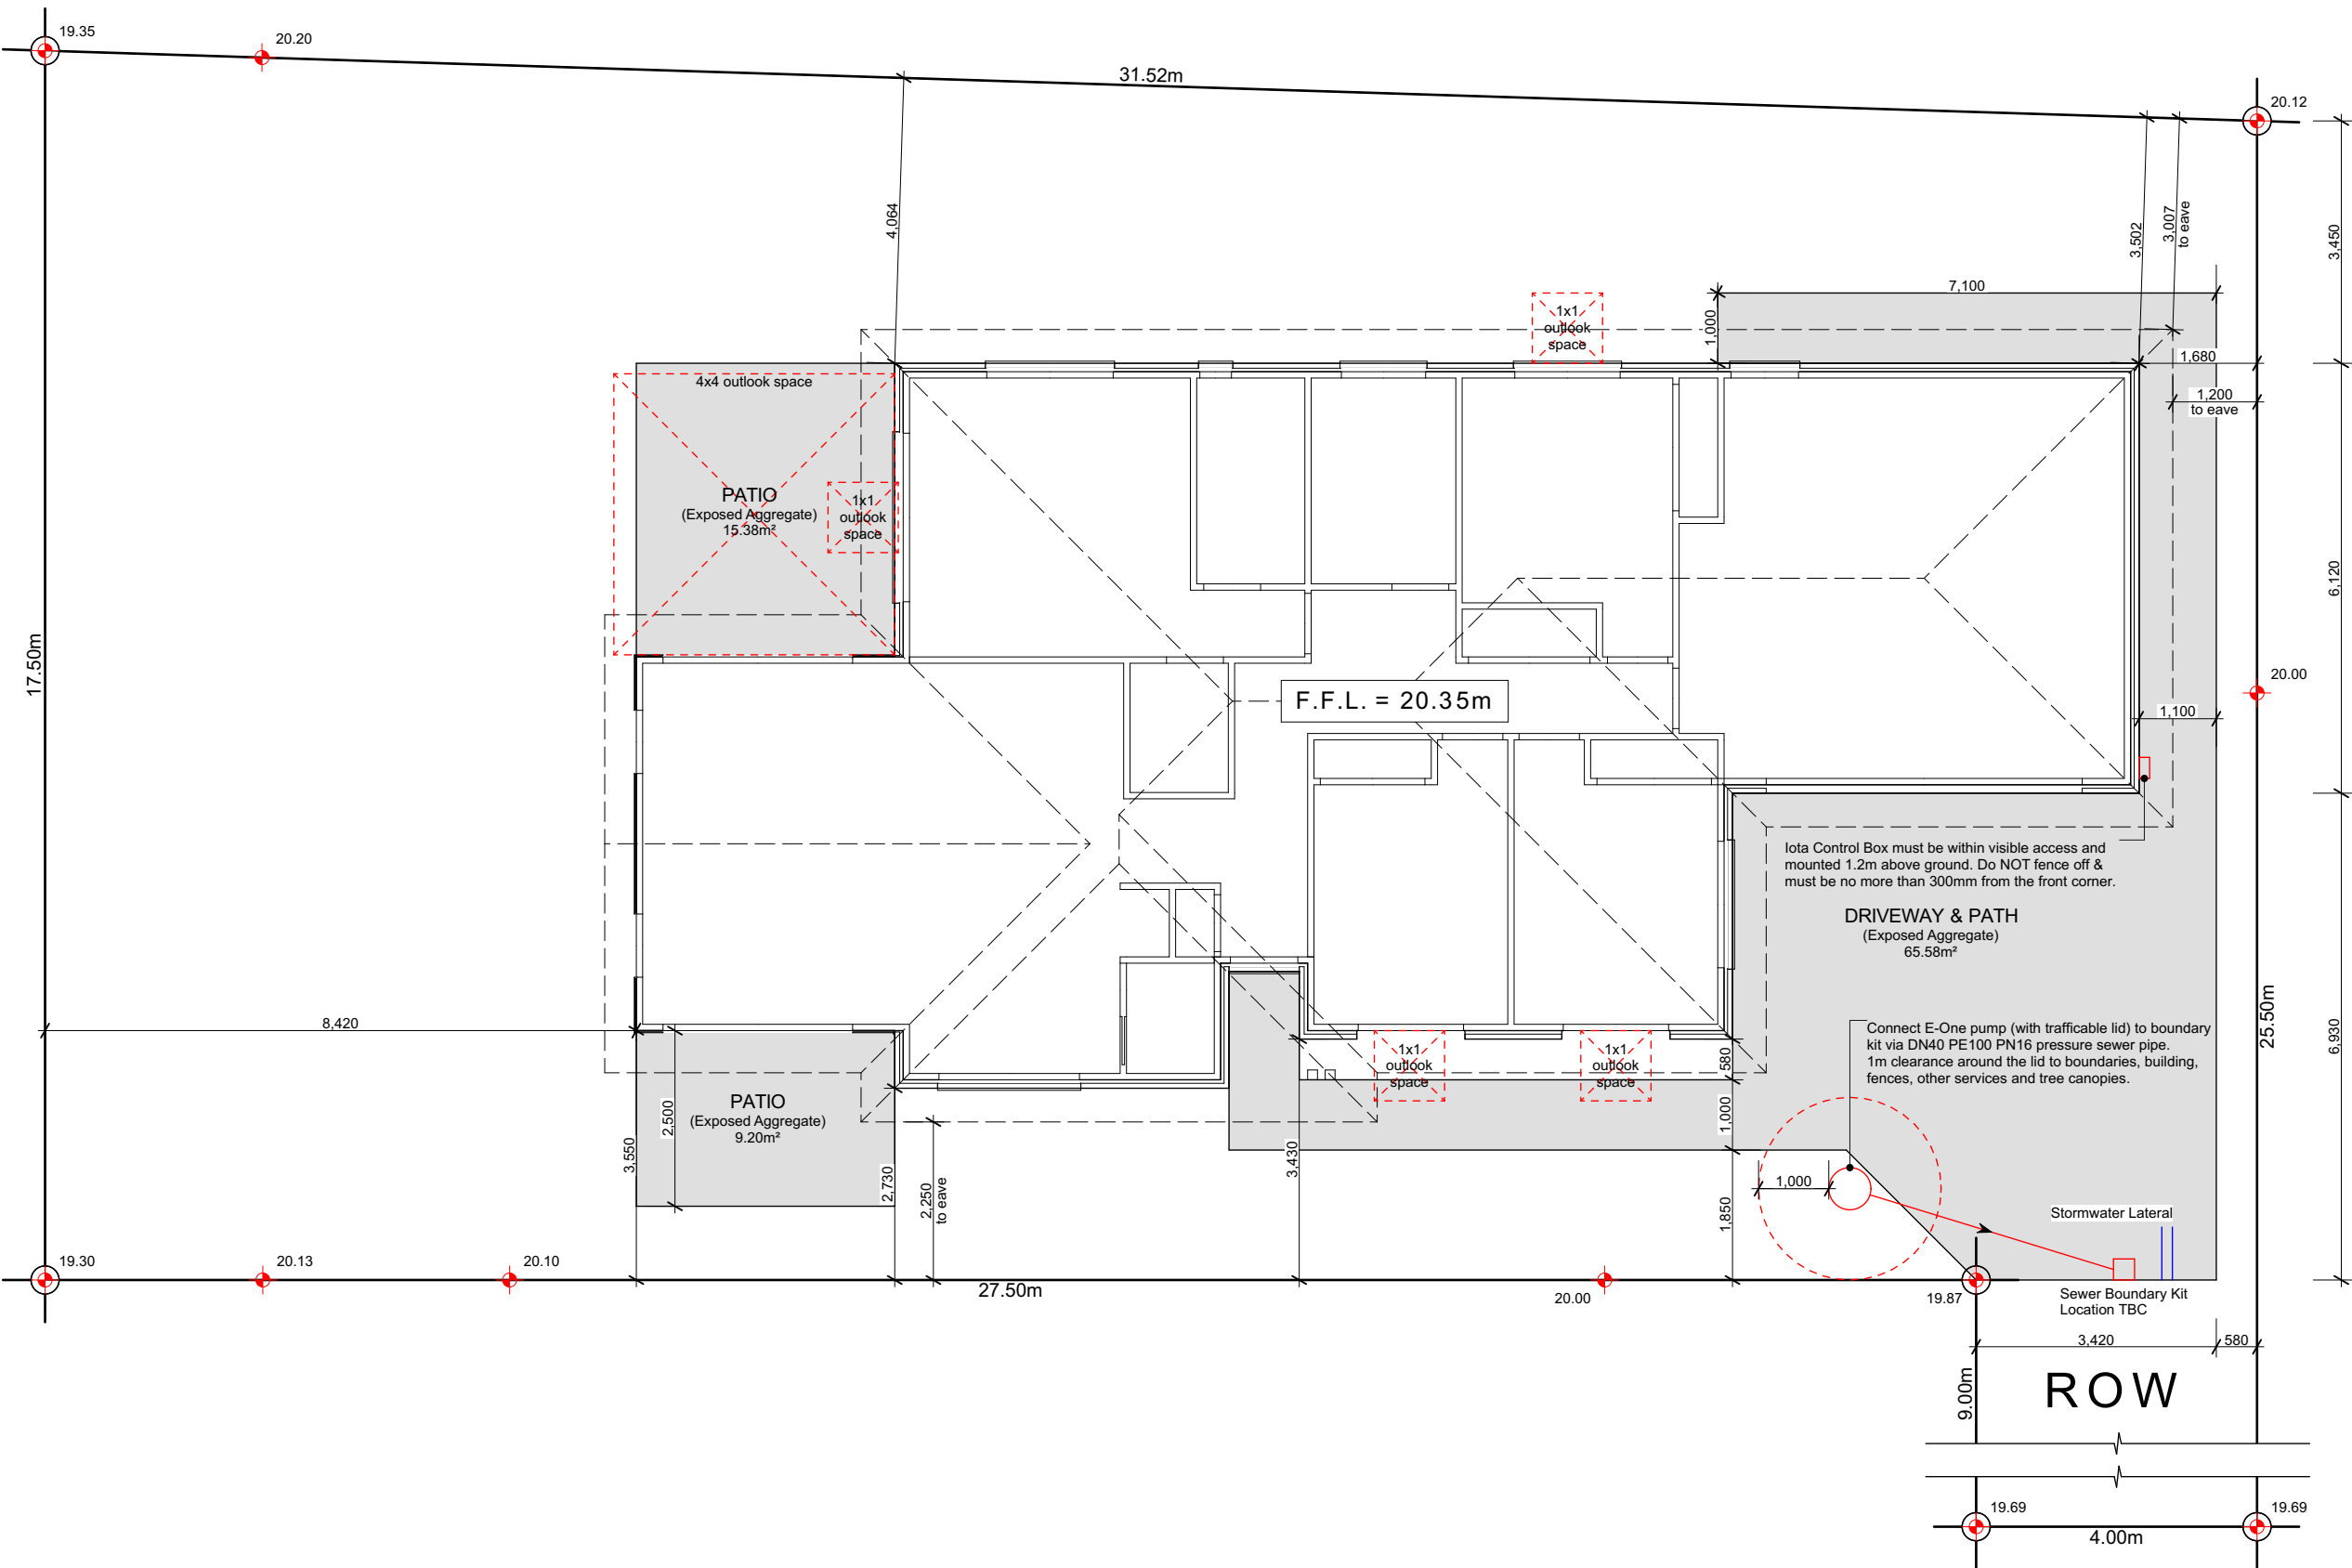 19.35
20.20
31.52m
20.12
4,064
3,502
3,007
to eave
3,450
7,100
1x1
outlook
space
1,000
1,680
4x4 outlook space
1,200
to eave
PATIO
(Exposed Aggregate)
15.38m²
1x1
outlook
space
6,120
17.50m
F.F.L. = 20.35m
20.00
1,100
Iota Control Box must be within visible access and
mounted 1.2m above ground. Do NOT fence off &
must be no more than 300mm from the front corner.
DRIVEWAY & PATH
(Exposed Aggregate)
65.58m²
8,420
25.50m
6,930
Connect E-One pump (with trafficable lid) to boundary
kit via DN40 PE100 PN16 pressure sewer pipe.
1m clearance around the lid to boundaries, building,
fences, other services and tree canopies.
1x1
outlook
space
1x1
outlook
space
580
PATIO
(Exposed Aggregate)
9.20m²
2,500
3,550
1,000
3,430
2,730
2,250
to eave
1,000
1,850
Stormwater Lateral
19.30
20.13
20.10
27.50m
20.00
19.87
Sewer Boundary Kit
Location TBC
3,420
580
9.00m
ROW
19.69
19.69
4.00m